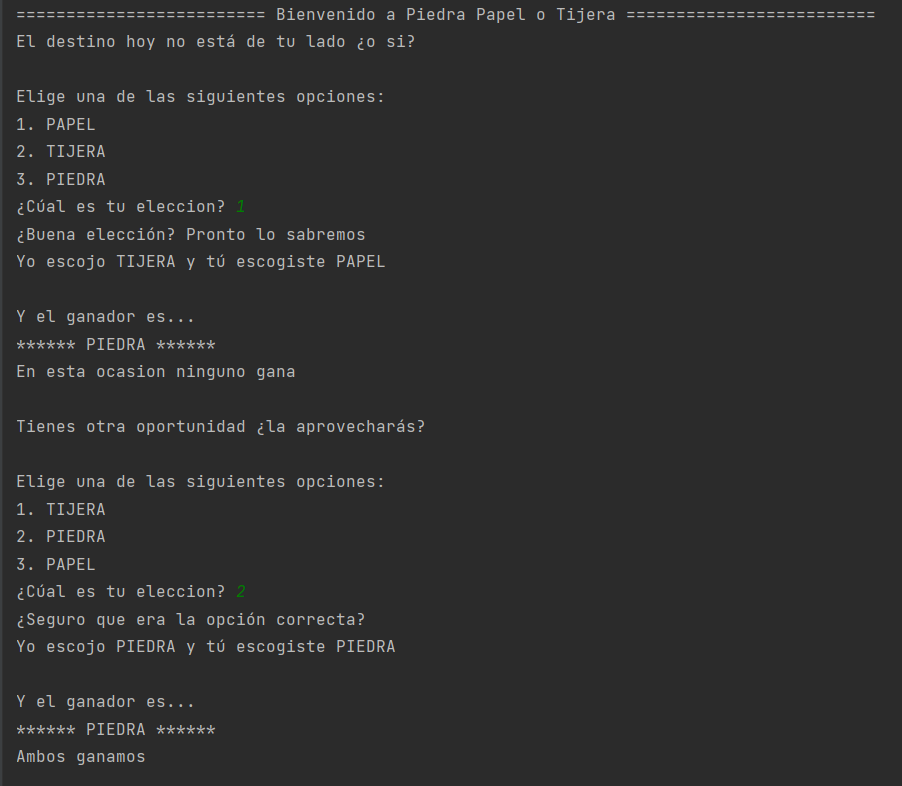 ========================= Bienvenido a Piedra Papel o Tijera =========================
El destino hoy no está de tu lado ¿o si?
Elige una de las siguientes opciones:
1. PAPEL
2. TIJERA
3. PIEDRA
¿Cúal es tu eleccion? 1
¿Buena elección? Pronto lo sabremos
Yo escojo TIJERA y tú escogiste PAPEL
Y el ganador es...
****** PIEDRA ******
En esta ocasion ninguno gana
Tienes otra oportunidad ¿la aprovecharás?
Elige una de las siguientes opciones:
1. TIJERA
2. PIEDRA
3. PAPEL
¿Cúal es tu eleccion? 2
¿Seguro que era la opción correcta?
Yo escojo PIEDRA y tú escogiste PIEDRA
Y el ganador es...
****** PIEDRA ******
Ambos ganamos